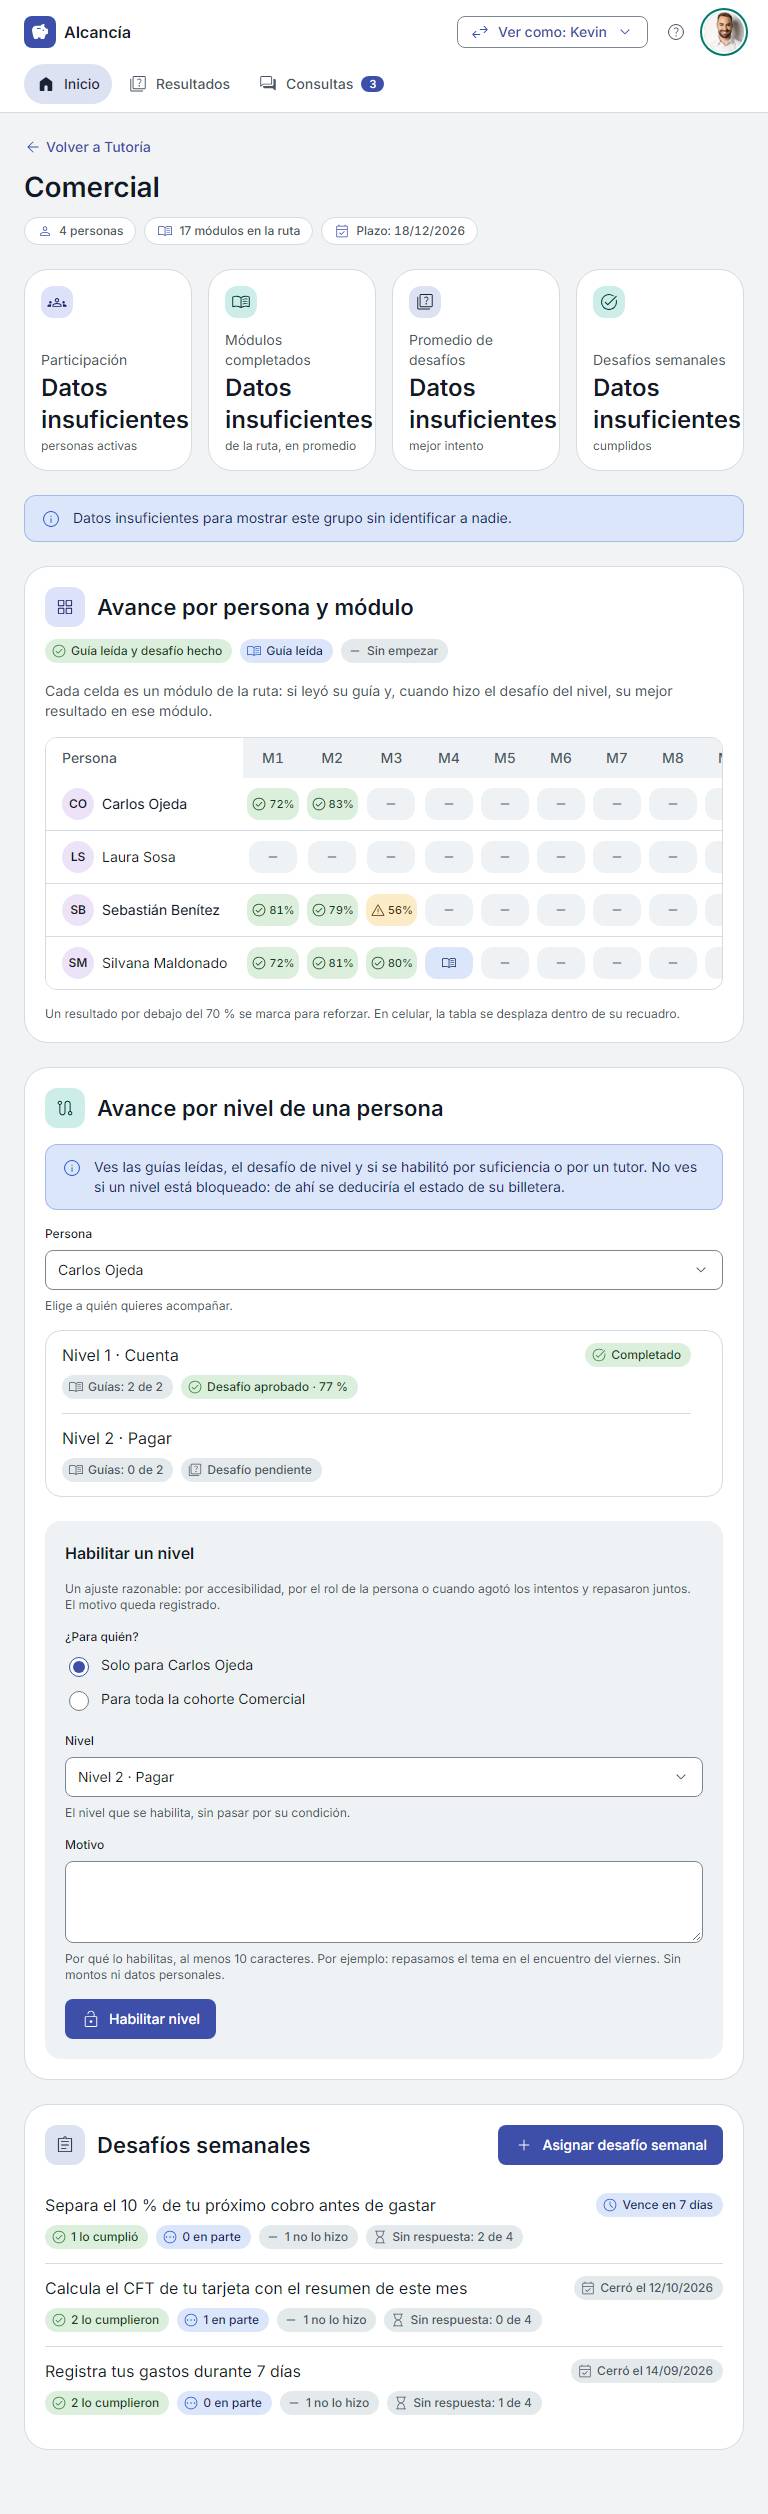 Alcancía
Ver como: Kevin
Inicio
Resultados
Consultas 3
Volver a Tutoría
Comercial
4 personas
17 módulos en la ruta
Plazo: 18/12/2026
Participación
Datos
insuficientes
personas activas
Módulos
completados
Datos
insuficientes
de la ruta, en promedio
Promedio de
desafíos
Datos
insuficientes
mejor intento
Desafíos semanales
Datos
insuficientes
cumplidos
Datos insuficientes para mostrar este grupo sin identificar a nadie.
Avance por persona y módulo
Guía leída y desafío hecho
Guía leída
Sin empezar
Cada celda es un módulo de la ruta: si leyó su guía y, cuando hizo el desafío del nivel, su mejor
resultado en ese módulo.
Persona M1 M2 M3 M4 M5 M6 M7 M8
CO Carlos Ojeda 72% 83% – – – – – –
LS Laura Sosa – – – – – – – –
SB Sebastián Benítez 81% 79% 56% – – – – –
SM Silvana Maldonado 72% 81% 80% – – – –
Un resultado por debajo del 70 % se marca para reforzar. En celular, la tabla se desplaza dentro de su recuadro.
Avance por nivel de una persona
Ves las guías leídas, el desafío de nivel y si se habilitó por suficiencia o por un tutor. No ves
si un nivel está bloqueado: de ahí se deduciría el estado de su billetera.
Persona
Carlos Ojeda
Elige a quién quieres acompañar.
Nivel 1 · Cuenta
Completado
Guías: 2 de 2
Desafío aprobado · 77 %
Nivel 2 · Pagar
Guías: 0 de 2
Desafío pendiente
Habilitar un nivel
Un ajuste razonable: por accesibilidad, por el rol de la persona o cuando agotó los intentos y repasaron juntos.
El motivo queda registrado.
¿Para quién?
Solo para Carlos Ojeda
Para toda la cohorte Comercial
Nivel
Nivel 2 · Pagar
El nivel que se habilita, sin pasar por su condición.
Motivo
Por qué lo habilitas, al menos 10 caracteres. Por ejemplo: repasamos el tema en el encuentro del viernes. Sin
montos ni datos personales.
Habilitar nivel
Desafíos semanales
Asignar desafío semanal
Separa el 10 % de tu próximo cobro antes de gastar
Vence en 7 días
1 lo cumplió
0 en parte
1 no lo hizo
Sin respuesta: 2 de 4
Calcula el CFT de tu tarjeta con el resumen de este mes
Cerró el 12/10/2026
2 lo cumplieron
1 en parte
1 no lo hizo
Sin respuesta: 0 de 4
Registra tus gastos durante 7 días
Cerró el 14/09/2026
2 lo cumplieron
0 en parte
1 no lo hizo
Sin respuesta: 1 de 4